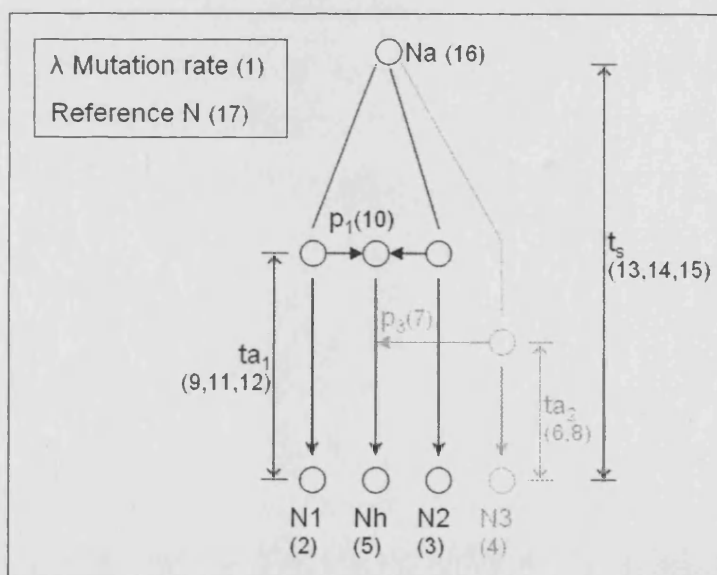 λ Mutation rate (1)
Reference N (17)
Na (16)
p₁(10)
tₛ
(13,14,15)
p₃(7)
ta₁
(9,11,12)
ta₂
(6,8)
N1
(2)
Nh
(5)
N2
(3)
N3
(4)